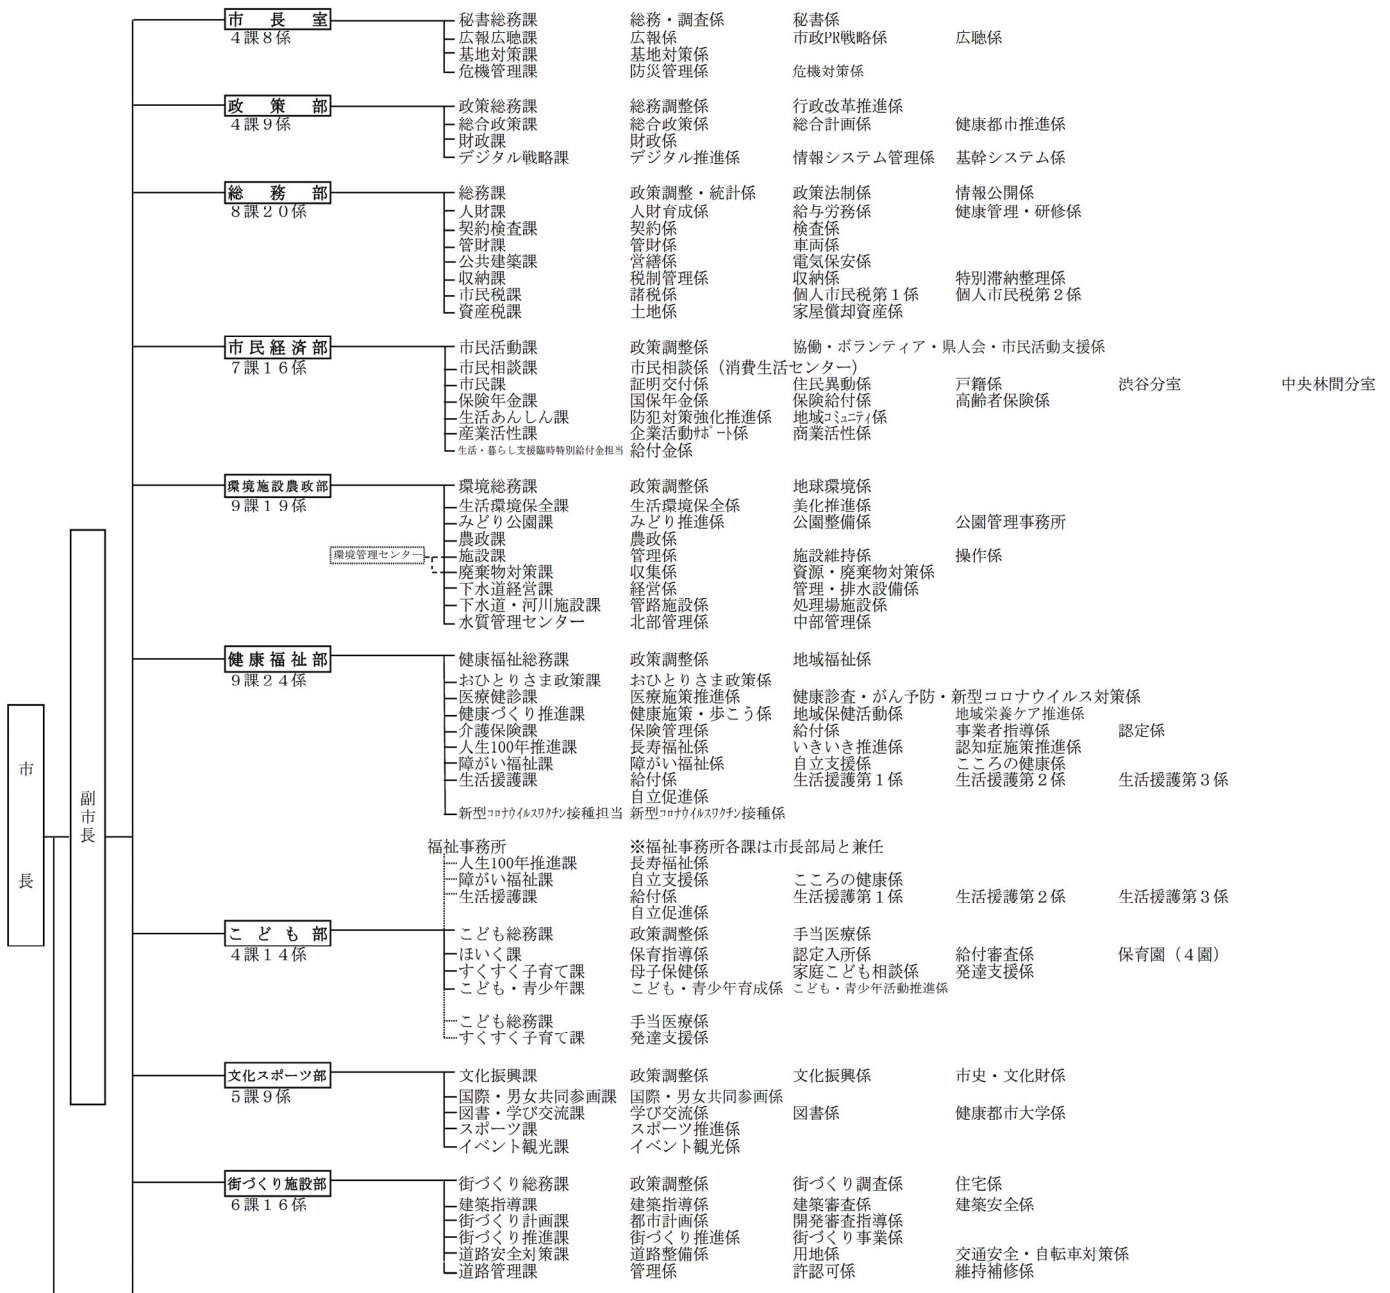 市長室 秘書総務課 総務・調査係 秘書係
4課8係 広報広聴課 広報係 市政PR戦略係 広聴係
基地対策課 基地対策係
危機管理課 防災管理係 危機対策係
政策部 政策総務課 総務調整係 行政改革推進係
4課9係 総合政策課 総合政策係 総合計画係 健康都市推進係
財政課 財政係
デジタル戦略課 デジタル推進係 情報システム管理係 基幹システム係
総務部 総務課 政策調整・統計係 政策法制係 情報公開係
8課20係 人財課 人財育成係 給与労務係 健康管理・研修係
契約検査課 契約係 検査係
管財課 管財係 車両係
公共建築課 営繕係 電気保安係
収納課 税制管理係 収納係 特別滞納整理係
市民税課 諸税係 個人市民税第1係 個人市民税第2係
資産税課 土地係 家屋償却資産係
市民経済部 市民活動課 政策調整係 協働・ボランティア・県人会・市民活動支援係
7課16係 市民相談課 市民相談係(消費生活センター)
市民課 証明交付係 住民異動係 戸籍係 渋谷分室 中央林間分室
保険年金課 国保年金係 保険給付係 高齢者保険係
生活あんしん課 防犯対策強化推進係 地域コミュニティ係
産業活性課 企業活動サポート係 商業活性係
生活・暮らし支援臨時特別給付金担当 給付金係
環境施設農政部 環境総務課 政策調整係 地球環境係
9課19係 生活環境保全課 生活環境保全係 美化推進係
みどり公園課 みどり推進係 公園整備係 公園管理事務所
農政課 農政係
環境管理センター 施設課 管理係 施設維持係 操作係
廃棄物対策課 収集係 資源・廃棄物対策係
下水道経営課 経営係 管理・排水設備係
下水道・河川施設課 管路施設係 処理場施設係
水質管理センター 北部管理係 中部管理係
健康福祉部 健康福祉総務課 政策調整係 地域福祉係
9課24係 おひとりさま政策課 おひとりさま政策係
医療健診課 医療施策推進係 健康診査・がん予防・新型コロナウイルス対策係
健康づくり推進課 健康施策・歩こう係 地域保健活動係 地域栄養ケア推進係
介護保険課 保険管理係 給付係 事業者指導係 認定係
人生100年推進課 長寿福祉係 いきいき推進係 認知症施策推進係
障がい福祉課 障がい福祉係 自立支援係 こころの健康係
生活援護課 給付係 生活援護第1係 生活援護第2係 生活援護第3係
自立促進係
新型コロナウイルスワクチン接種担当 新型コロナウイルスワクチン接種係
市長
副市長
福祉事務所 ※福祉事務所各課は市長部局と兼任
人生100年推進課 長寿福祉係
障がい福祉課 自立支援係 こころの健康係
生活援護課 給付係 生活援護第1係 生活援護第2係 生活援護第3係
自立促進係
こども部 こども総務課 政策調整係 手当医療係
4課14係 ほいく課 保育指導係 認定入所係 給付審査係 保育園(4園)
すくすく子育て課 母子保健係 家庭こども相談係 発達支援係
こども・青少年課 こども・青少年育成係 こども・青少年活動推進係
こども総務課 手当医療係
すくすく子育て課 発達支援係
文化スポーツ部 文化振興課 政策調整係 文化振興係 市史・文化財係
5課9係 国際・男女共同参画課 国際・男女共同参画係
図書・学び交流課 学び交流係 図書係 健康都市大学係
スポーツ課 スポーツ推進係
イベント観光課 イベント観光係
街づくり施設部 街づくり総務課 政策調整係 街づくり調査係 住宅係
6課16係 建築指導課 建築指導係 建築審査係 建築安全係
街づくり計画課 都市計画係 開発審査指導係
街づくり推進課 街づくり推進係 街づくり事業係
道路安全対策課 道路整備係 用地係 交通安全・自転車対策係
道路管理課 管理係 許認可係 維持補修係